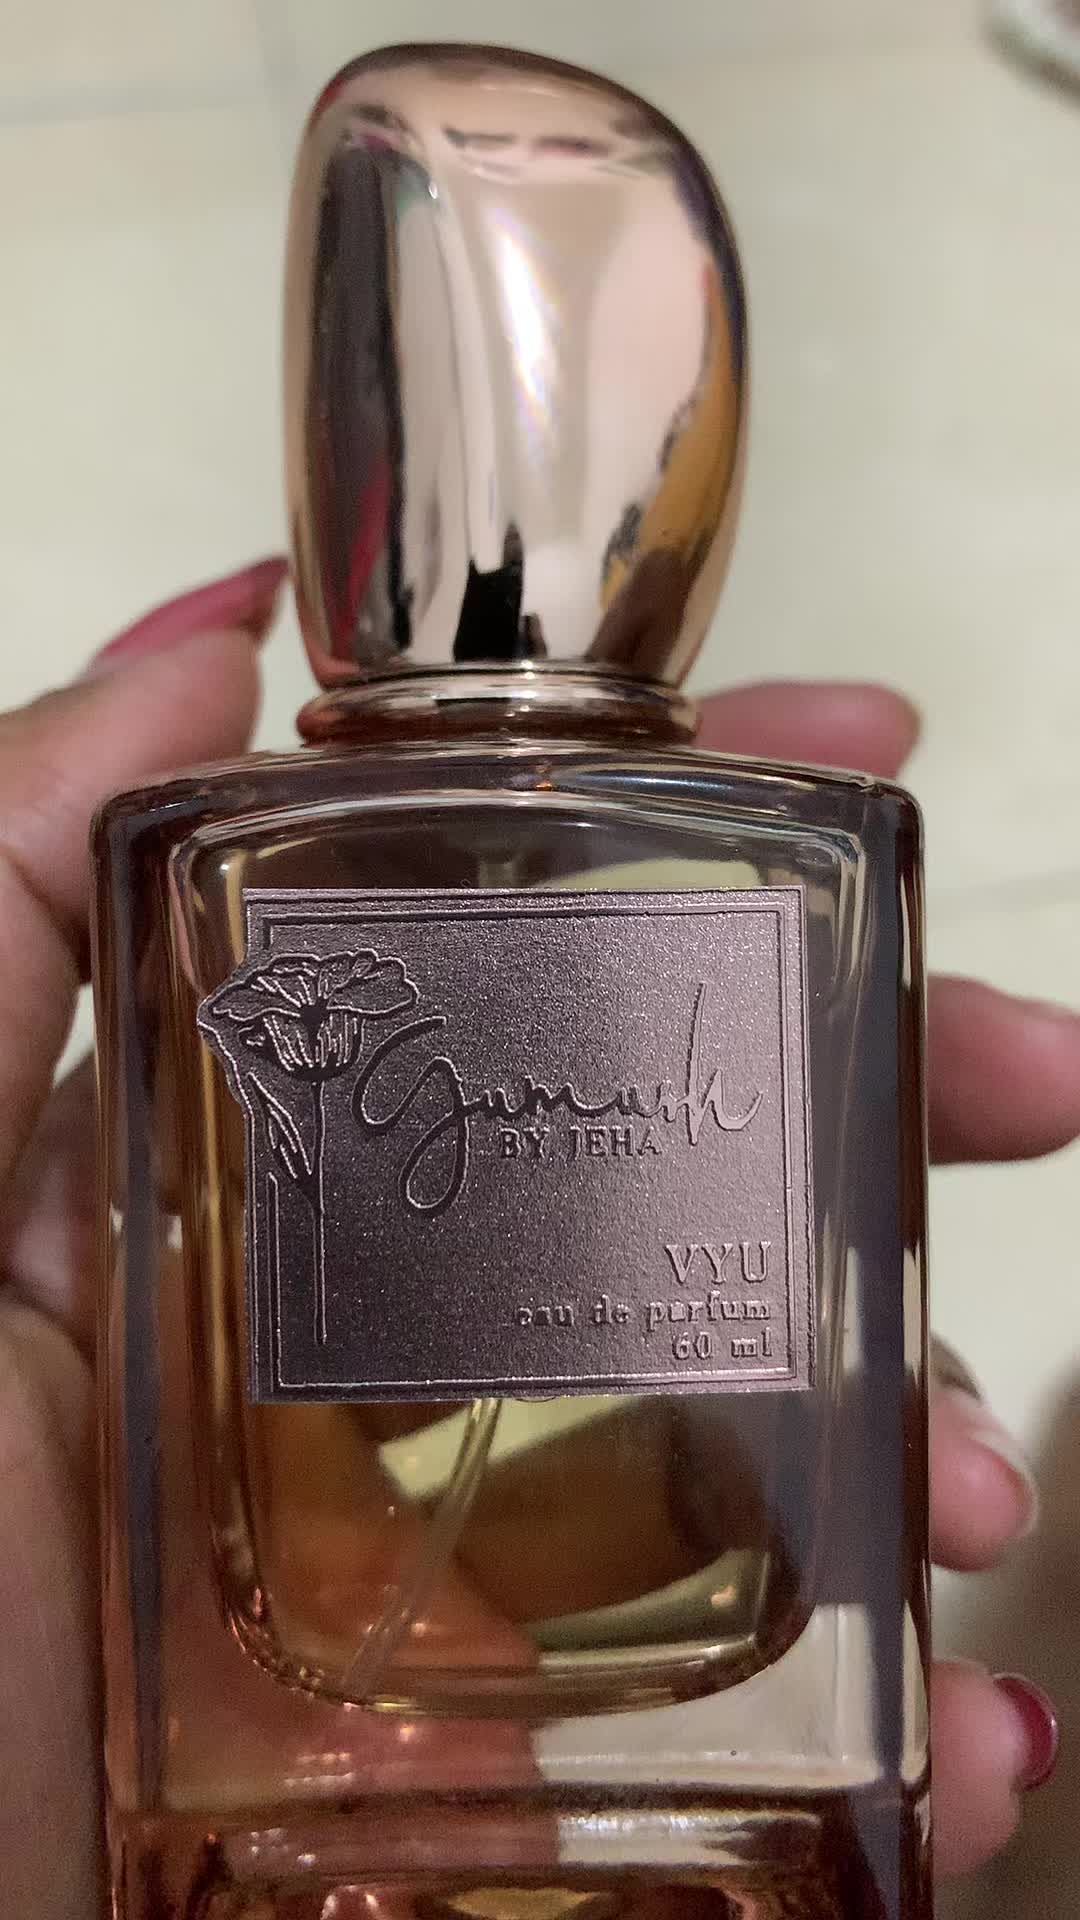 Gumush
BY JEHA
VYU
eau de parfum
60 ml